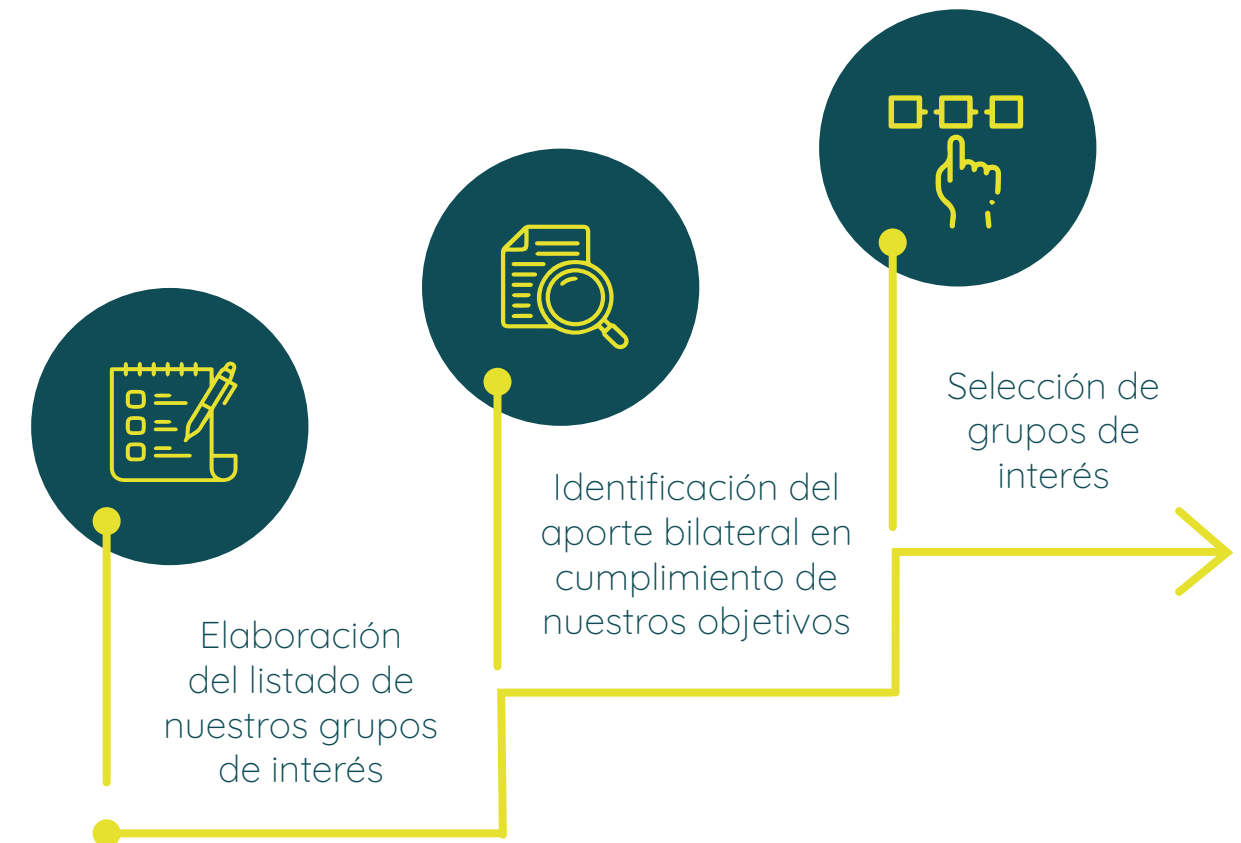 Elaboración
del listado de
nuestros grupos
de interés
Identificación del
aporte bilateral en
cumplimiento de
nuestros objetivos
Selección de
grupos de
interés